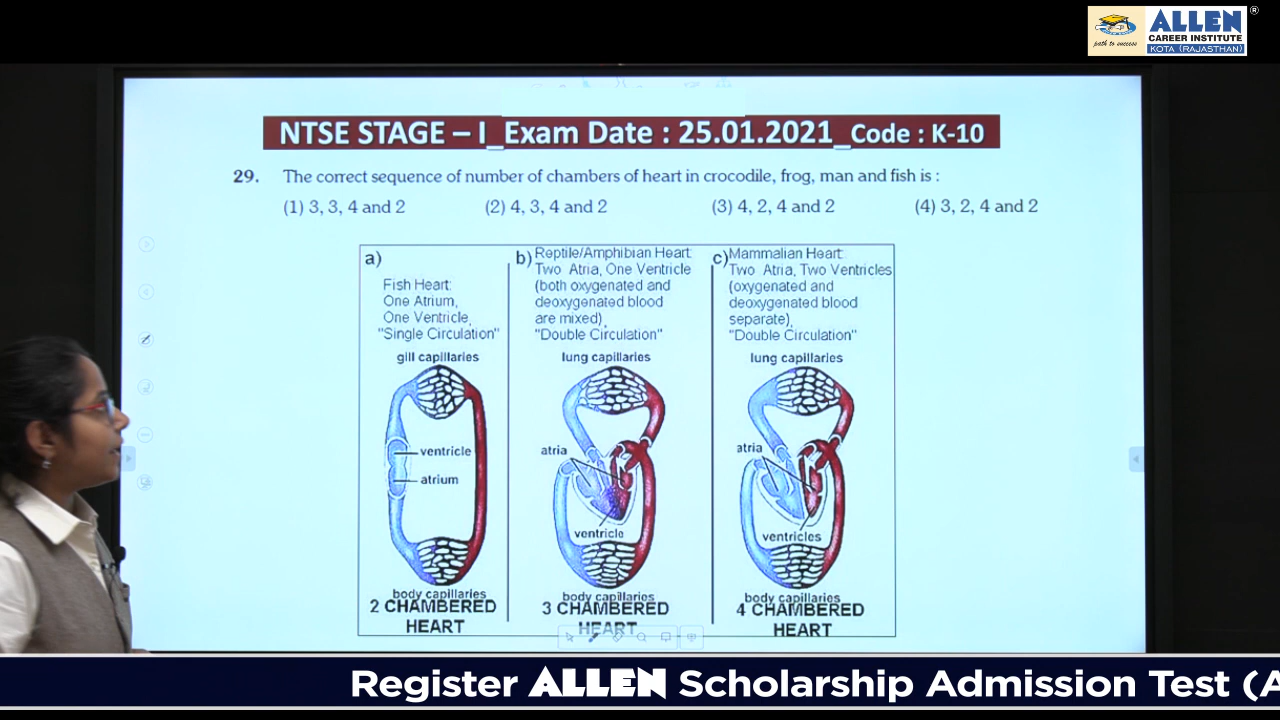 ALLEN
®
CAREER INSTITUTE
path to success
KOTA (RAJASTHAN)
NTSE STAGE – I_Exam Date : 25.01.2021_Code : K-10
29. The correct sequence of number of chambers of heart in crocodile, frog, man and fish is :
(1) 3, 3, 4 and 2 (2) 4, 3, 4 and 2 (3) 4, 2, 4 and 2 (4) 3, 2, 4 and 2
a)
Fish Heart:
One Atrium,
One Ventricle,
"Single Circulation"
gill capillaries
ventricle
atrium
body capillaries
2 CHAMBERED
HEART
b) Reptile/Amphibian Heart:
Two Atria, One Ventricle
(both oxygenated and
deoxygenated blood
are mixed),
"Double Circulation"
lung capillaries
atria
ventricle
body capillaries
3 CHAMBERED
HEART
c) Mammalian Heart:
Two Atria, Two Ventricles
(oxygenated and
deoxygenated blood
separate),
"Double Circulation"
lung capillaries
atria
ventricles
body capillaries
4 CHAMBERED
HEART
Register ALLEN Scholarship Admission Test (A